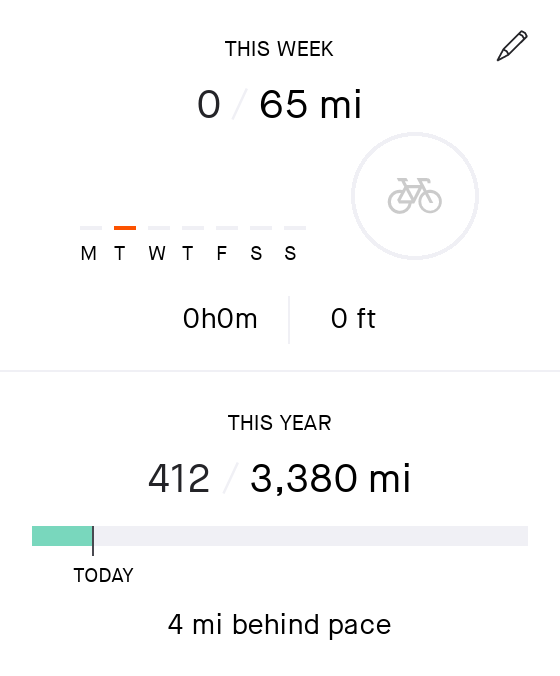 THIS WEEK
0 / 65 mi
M T W T F S S
0h0m 0 ft
THIS YEAR
412 / 3,380 mi
TODAY
4 mi behind pace